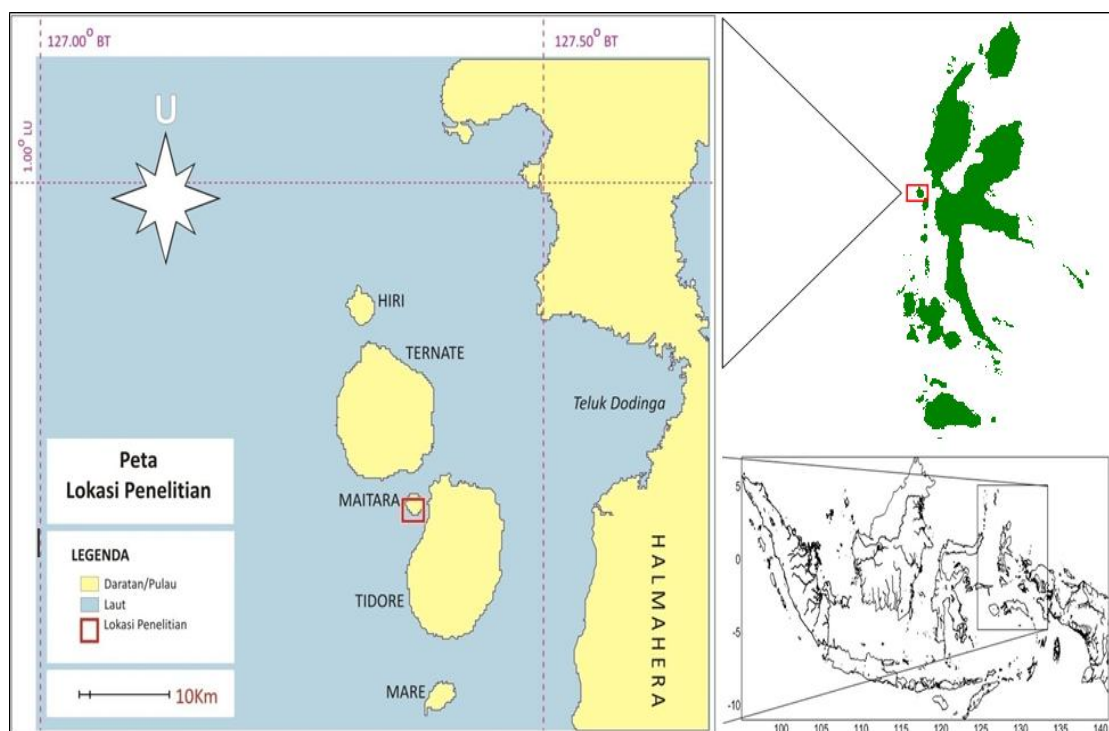 127.00° BT
127.50° BT
1.00° LU
U
HIRI
TERNATE
Teluk Dodinga
Peta
Lokasi Penelitian
MAITARA
LEGENDA
Daratan/Pulau
Laut
Lokasi Penelitian
TIDORE
HALMAHERA
10Km
MARE
5
0
-5
-10
100
105
110
115
120
125
130
135
140